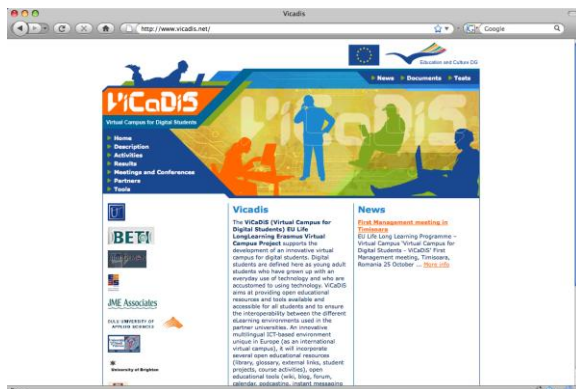 Vicadis
http://www.vicadis.net/
Google
Education and Culture DG
News Documents Tools
ViCaDiS
Virtual Campus for Digital Students
ViCaDiS
Home
Description
Activities
Results
Meetings and Conferences
Partners
Tools
BETI
JME Associates
OULU UNIVERSITY OF
APPLIED SCIENCES
University of Brighton
Vicadis
The ViCaDiS (Virtual Campus for
Digital Students) EU Life
LongLearning Erasmus Virtual
Campus Project supports the
development of an innovative virtual
campus for digital students. Digital
students are defined here as young adult
students who have grown up with an
everyday use of technology and who are
accustomed to using technology. ViCaDiS
aims at providing open educational
resources and tools available and
accessible for all students and to ensure
the interoperability between the different
eLearning environments used in the
partner universities. An innovative
multilingual ICT-based environment
unique in Europe (as an international
virtual campus), it will incorporate
several open educational resources
(library, glossary, external links, student
projects, course activities), open
educational tools (wiki, blog, forum,
calendar, podcasting, instant messaging
News
First Management meeting in
Timisoara
EU Life Long Learning Programme –
Virtual Campus 'Virtual Campus for
Digital Students - ViCaDiS' First
Management meeting, Timisoara,
Romania 25 October ... More info